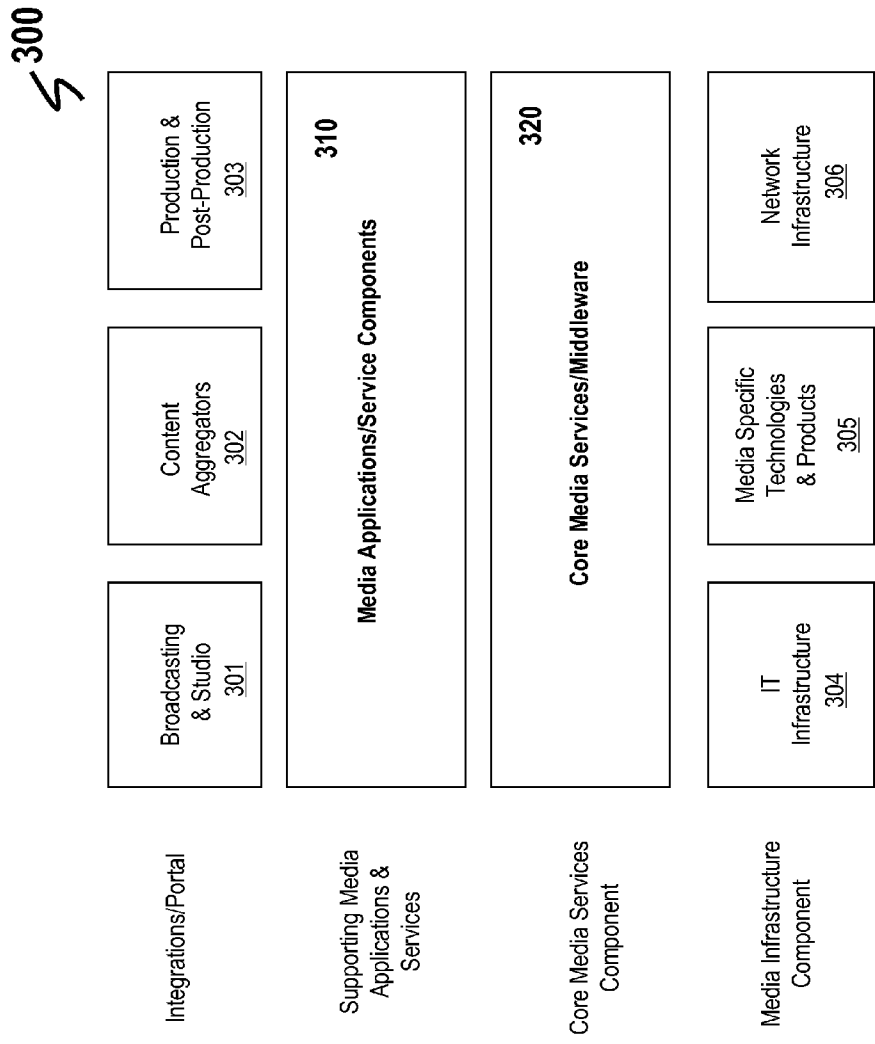 300
Integrations/Portal
Broadcasting
& Studio
301
Content
Aggregators
302
Production &
Post-Production
303
Supporting Media
Applications &
Services
Media Applications/Service Components
310
Core Media Services
Component
Core Media Services/Middleware
320
Media Infrastructure
Component
IT
Infrastructure
304
Media Specific
Technologies
& Products
305
Network
Infrastructure
306